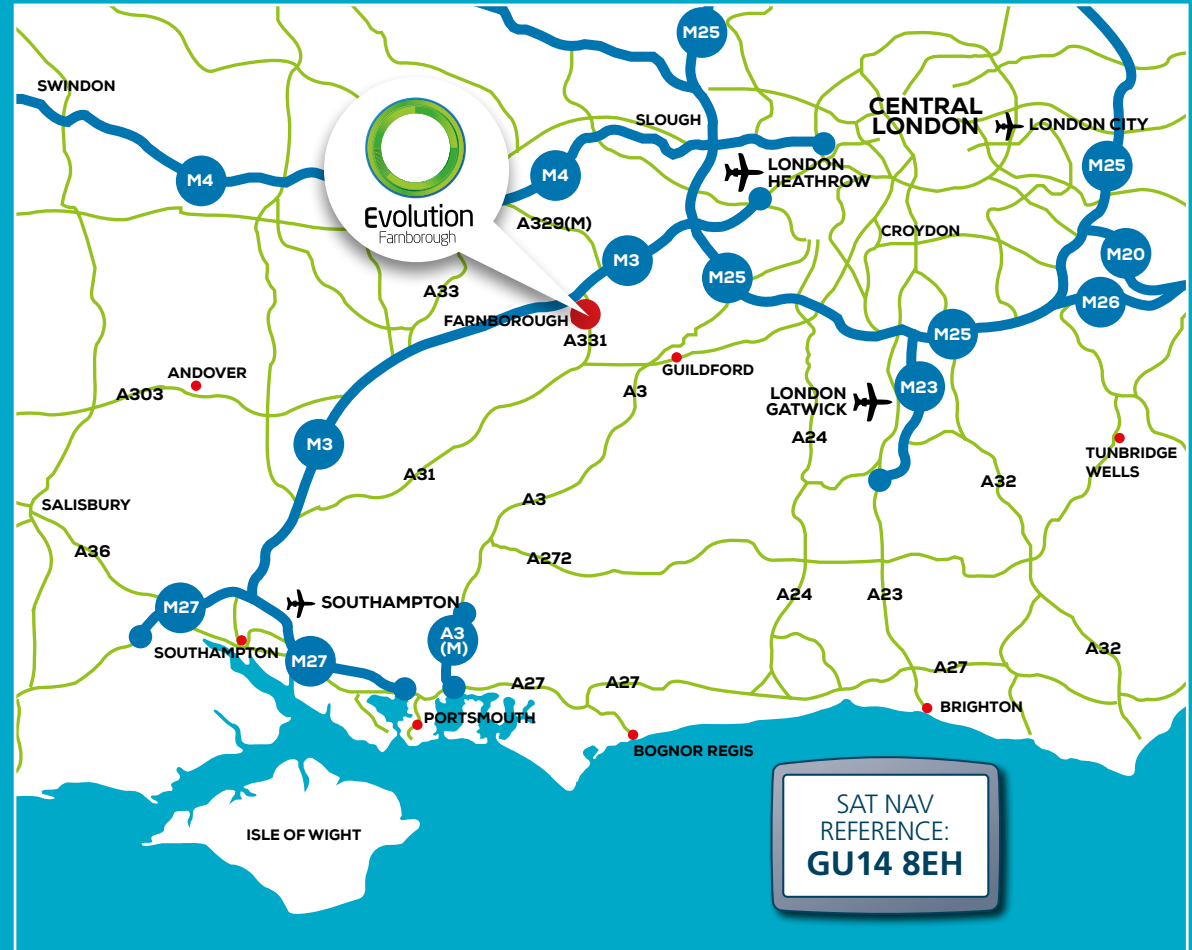 M25
SWINDON
SLOUGH
CENTRAL
LONDON
LONDON CITY
M4
M4
LONDON
HEATHROW
M25
Evolution
Farnborough
A329(M)
CROYDON
M3
M25
M20
A33
M26
FARNBOROUGH
A331
M25
ANDOVER
GUILDFORD
A303
A3
LONDON
GATWICK
M23
M3
A24
TUNBRIDGE
WELLS
A31
A32
SALISBURY
A3
A36
A272
M27
SOUTHAMPTON
A24
A23
A3
(M)
SOUTHAMPTON
M27
A32
A27
A27
A27
PORTSMOUTH
BRIGHTON
BOGNOR REGIS
ISLE OF WIGHT
SAT NAV
REFERENCE:
GU14 8EH